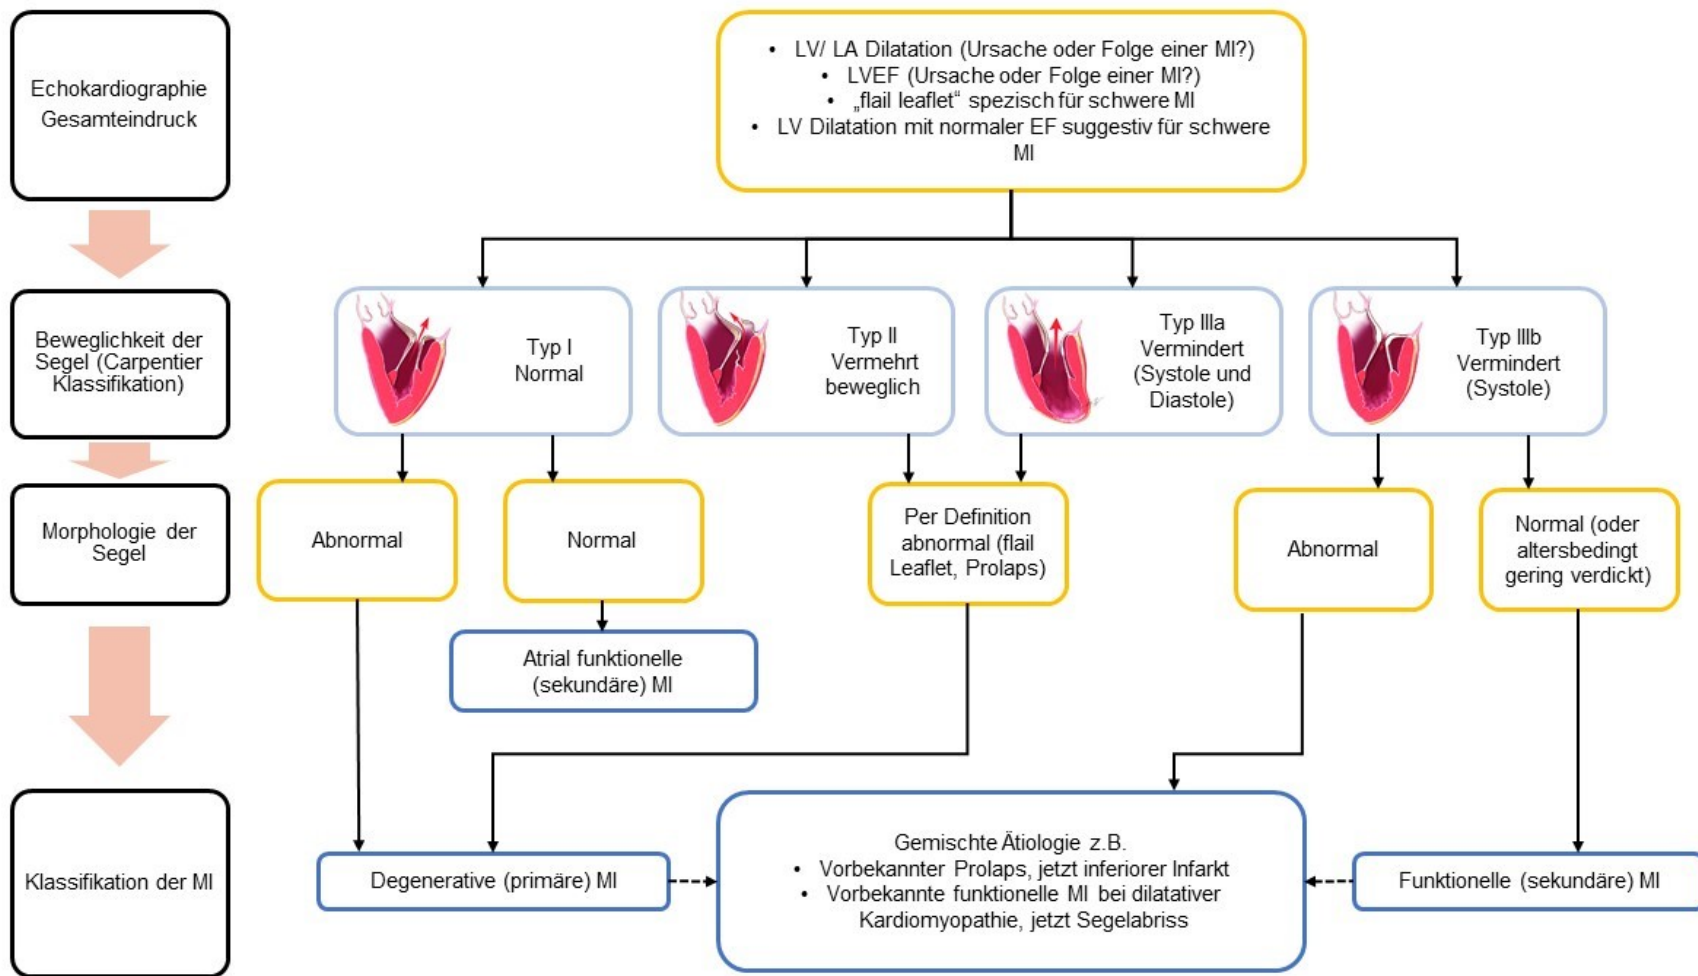 Echokardiographie
Gesamteindruck
• LV/ LA Dilatation (Ursache oder Folge einer MI?)
• LVEF (Ursache oder Folge einer MI?)
• „flail leaflet“ spezisch für schwere MI
• LV Dilatation mit normaler EF suggestiv für schwere
MI
Beweglichkeit der
Segel (Carpentier
Klassifikation)
Typ I
Normal
Typ II
Vermehrt
beweglich
Typ IIIa
Vermindert
(Systole und
Diastole)
Typ IIIb
Vermindert
(Systole)
Morphologie der
Segel
Abnormal
Normal
Per Definition
abnormal (flail
Leaflet, Prolaps)
Abnormal
Normal (oder
altersbedingt
gering verdickt)
Atrial funktionelle
(sekundäre) MI
Klassifikation der MI
Degenerative (primäre) MI
Gemischte Ätiologie z.B.
• Vorbekannter Prolaps, jetzt inferiorer Infarkt
• Vorbekannte funktionelle MI bei dilatativer
Kardiomyopathie, jetzt Segelabriss
Funktionelle (sekundäre) MI